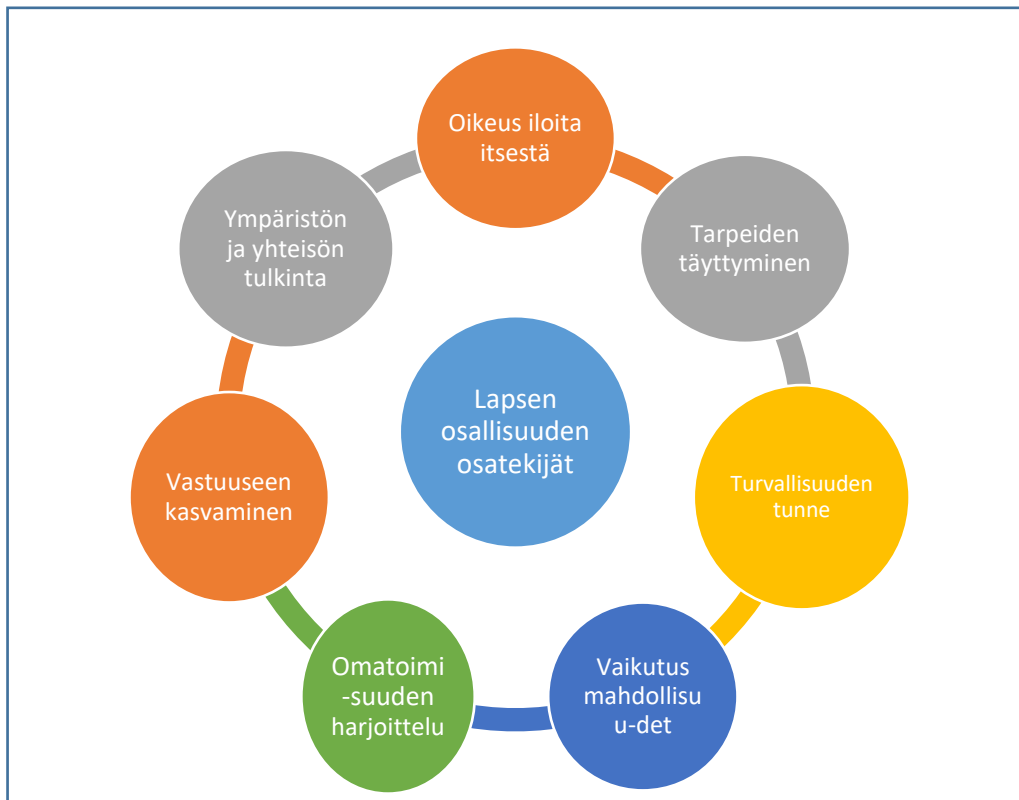 Oikeus iloita
itsestä
Tarpeiden
täyttyminen
Turvallisuuden
tunne
Vaikutus
mahdollisu
u-det
Omatoimi
-suuden
harjoittelu
Vastuuseen
kasvaminen
Ympäristön
ja yhteisön
tulkinta
Lapsen
osallisuuden
osatekijät